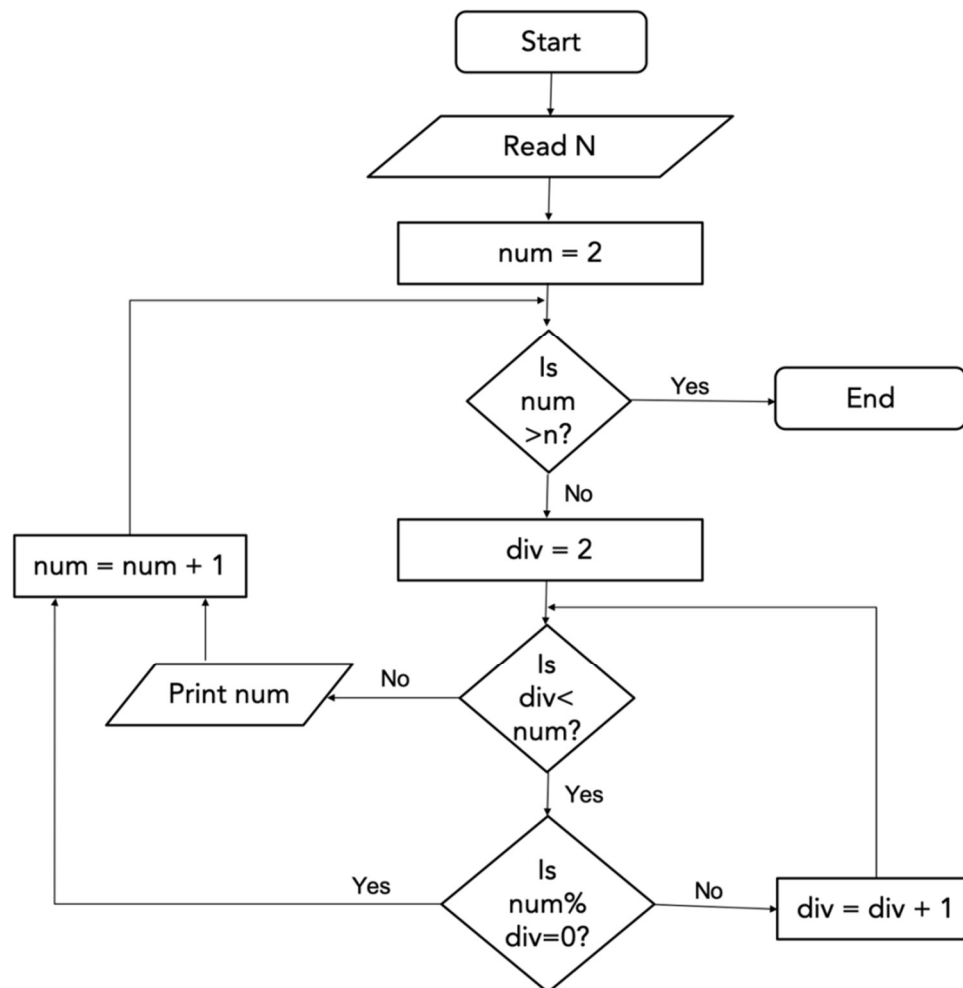 Start
Read N
num = 2
Is
num
>n?
Yes
End
No
div = 2
num = num + 1
Is
div<
num?
No
Print num
Yes
Is
num%
div=0?
Yes
No
div = div + 1